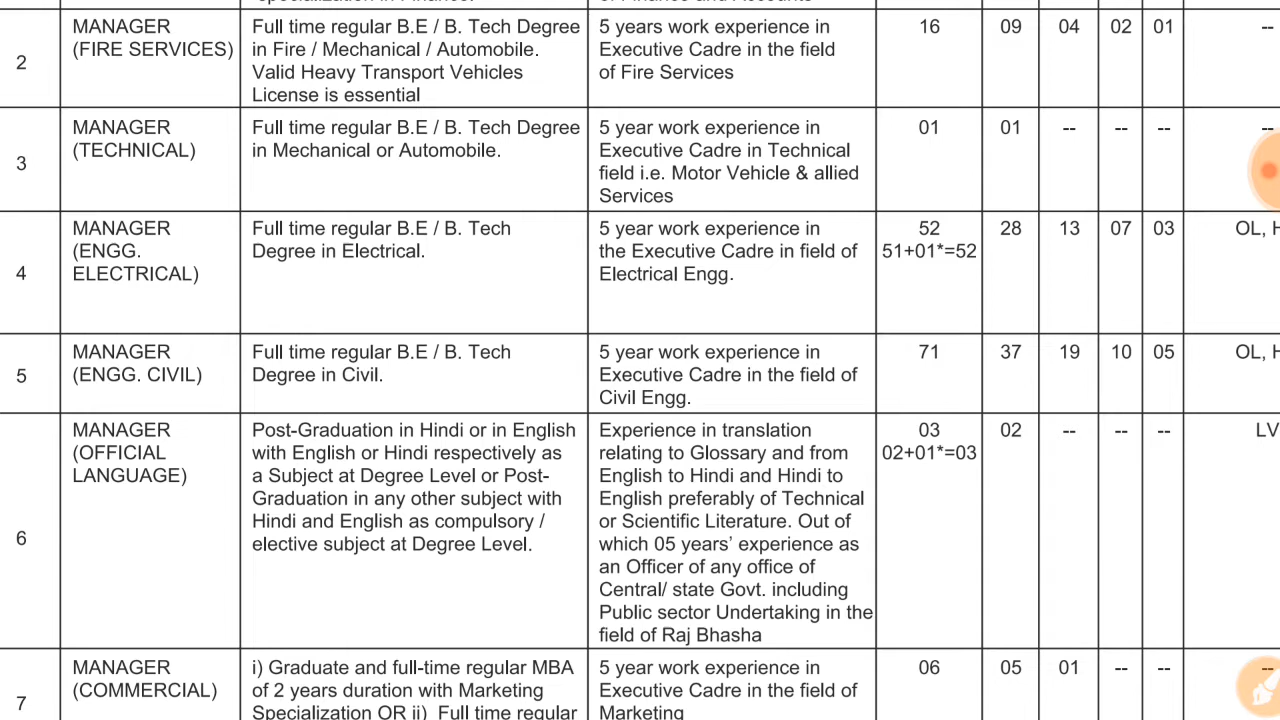 MANAGER
(FIRE SERVICES)
Full time regular B.E / B. Tech Degree
in Fire / Mechanical / Automobile.
Valid Heavy Transport Vehicles
License is essential
5 years work experience in
Executive Cadre in the field
of Fire Services
16 09 04 02 01 --
2
MANAGER
(TECHNICAL)
Full time regular B.E / B. Tech Degree
in Mechanical or Automobile.
5 year work experience in
Executive Cadre in Technical
field i.e. Motor Vehicle & allied
Services
01 01 -- -- -- --
3
MANAGER
(ENGG.
ELECTRICAL)
Full time regular B.E / B. Tech
Degree in Electrical.
5 year work experience in
the Executive Cadre in field of
Electrical Engg.
52 28 13 07 03 OL, H
51+01*=52
4
MANAGER
(ENGG. CIVIL)
Full time regular B.E / B. Tech
Degree in Civil.
5 year work experience in
Executive Cadre in the field of
Civil Engg.
71 37 19 10 05 OL, H
5
MANAGER
(OFFICIAL
LANGUAGE)
Post-Graduation in Hindi or in English
with English or Hindi respectively as
a Subject at Degree Level or Post-
Graduation in any other subject with
Hindi and English as compulsory /
elective subject at Degree Level.
Experience in translation
relating to Glossary and from
English to Hindi and Hindi to
English preferably of Technical
or Scientific Literature. Out of
which 05 years’ experience as
an Officer of any office of
Central/ state Govt. including
Public sector Undertaking in the
field of Raj Bhasha
03 02 -- -- -- LV
02+01*=03
6
MANAGER
(COMMERCIAL)
i) Graduate and full-time regular MBA
of 2 years duration with Marketing
Specialization OR ii) Full time regular
5 year work experience in
Executive Cadre in the field of
Marketing
06 05 01 -- -- --
7